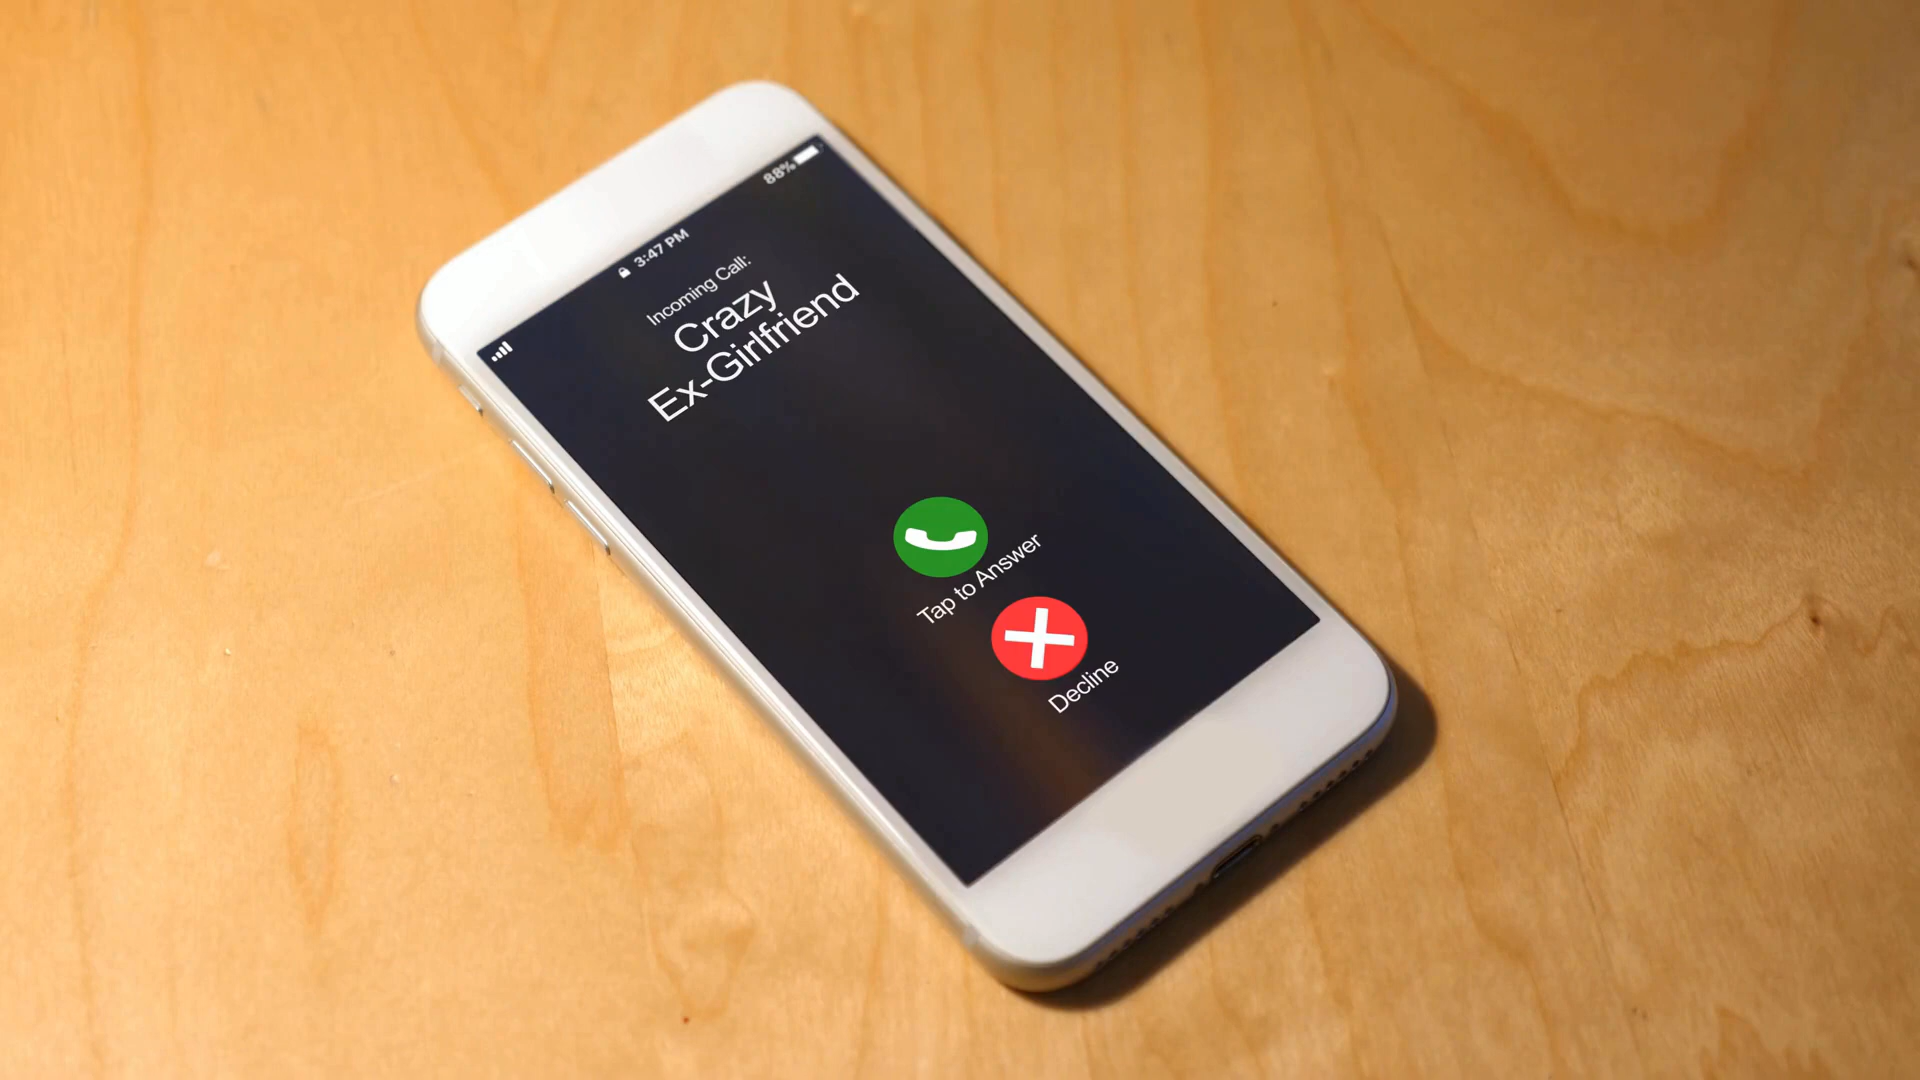 3:47 PM
88%
Incoming Call:
Crazy
Ex-Girlfriend
Tap to Answer
Decline